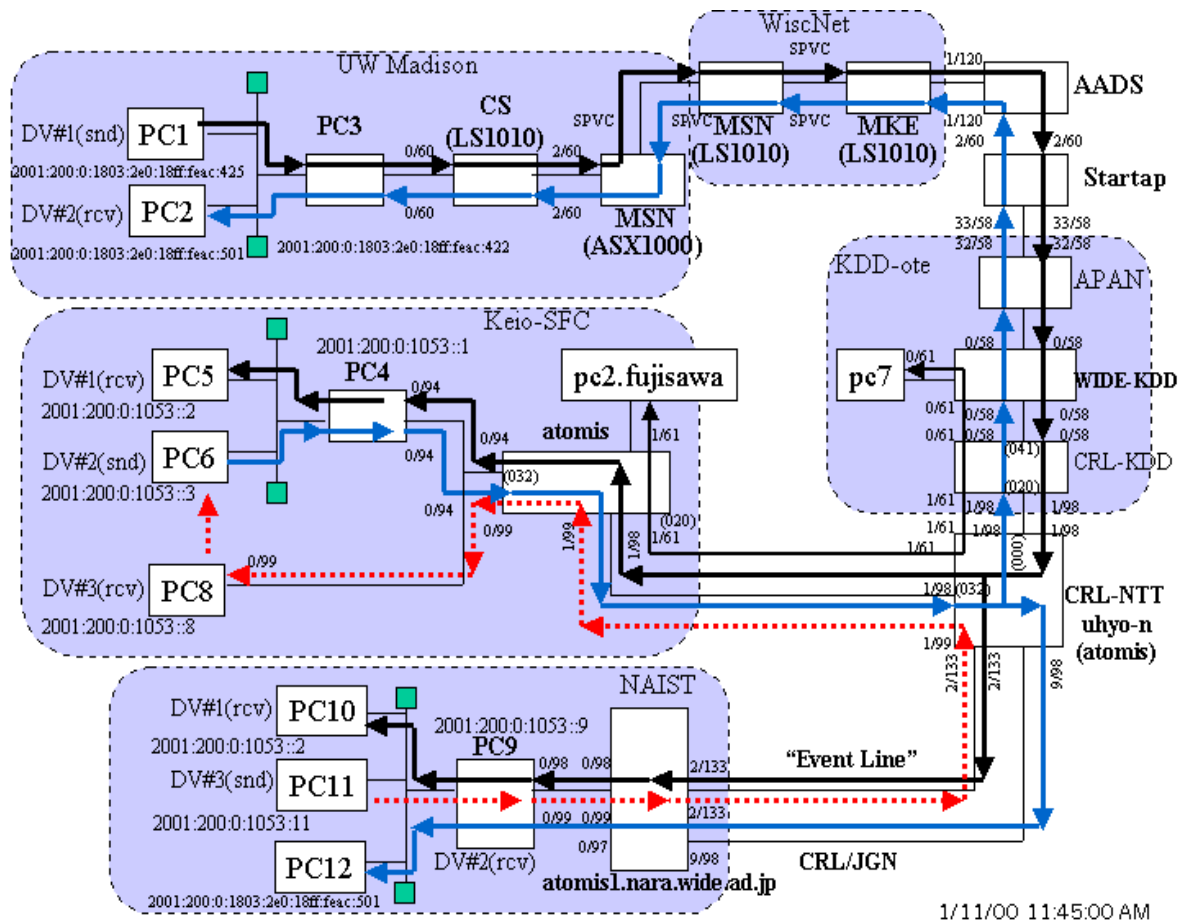 WiscNet
SPVC
1/120
UW Madison
AADS
CS
(LS1010)
PC3
DV#1(snd)
PC1
SPVC
SPVC
SPVC
MSN
(LS1010)
MKE
(LS1010)
1/120
2/60
2/60
0/60
2/60
2001:200:0:1803:2e0:18ff:feac:425
Startap
DV#2(rcv)
PC2
0/60
2/60
MSN
(ASX1000)
2001:200:0:1803:2e0:18ff:feac:501
2001:200:0:1803:2e0:18ff:feac:422
33/58
33/58
32/58
32/58
KDD-ote
APAN
Keio-SFC
2001:200:0:1053::1
PC4
DV#1(rcv)
PC5
0/94
pc2.fujisawa
pc7
0/61
0/58
0/58
WIDE-KDD
2001:200:0:1053::2
0/61
0/58
0/58
DV#2(snd)
PC6
0/94
0/94
atomis
1/61
0/61
0/58
0/58
(041)
CRL-KDD
2001:200:0:1053::3
(032)
(020)
0/94
1/61
1/98
1/98
(020)
1/61
0/99
1/99
1/98
1/61
1/61
1/98
1/98
(000)
0/99
DV#3(rcv)
PC8
2001:200:0:1053::8
1/98
(032)
CRL-NTT
uhyo-n
(atomis)
1/99
2/133
2/133
9/98
NAIST
DV#1(rcv)
PC10
2001:200:0:1053::9
2001:200:0:1053::2
PC9
0/98
0/98
2/133
“Event Line”
DV#3(snd)
PC11
2001:200:0:1053:11
0/99
0/99
2/133
0/97
PC12
DV#2(rcv)
9/98
CRL/JGN
atomis1.nara.wide.ad.jp
2001:200:0:1803:2e0:18ff:feac:501
1/11/00 11:45:00 AM